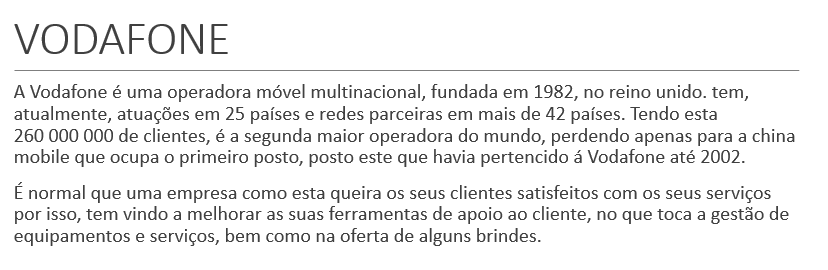 VODAFONE
A Vodafone é uma operadora móvel multinacional, fundada em 1982, no reino unido. tem,
atualmente, atuações em 25 países e redes parceiras em mais de 42 países. Tendo esta
260 000 000 de clientes, é a segunda maior operadora do mundo, perdendo apenas para a china
mobile que ocupa o primeiro posto, posto este que havia pertencido á Vodafone até 2002.
É normal que uma empresa como esta queira os seus clientes satisfeitos com os seus serviços
por isso, tem vindo a melhorar as suas ferramentas de apoio ao cliente, no que toca a gestão de
equipamentos e serviços, bem como na oferta de alguns brindes.